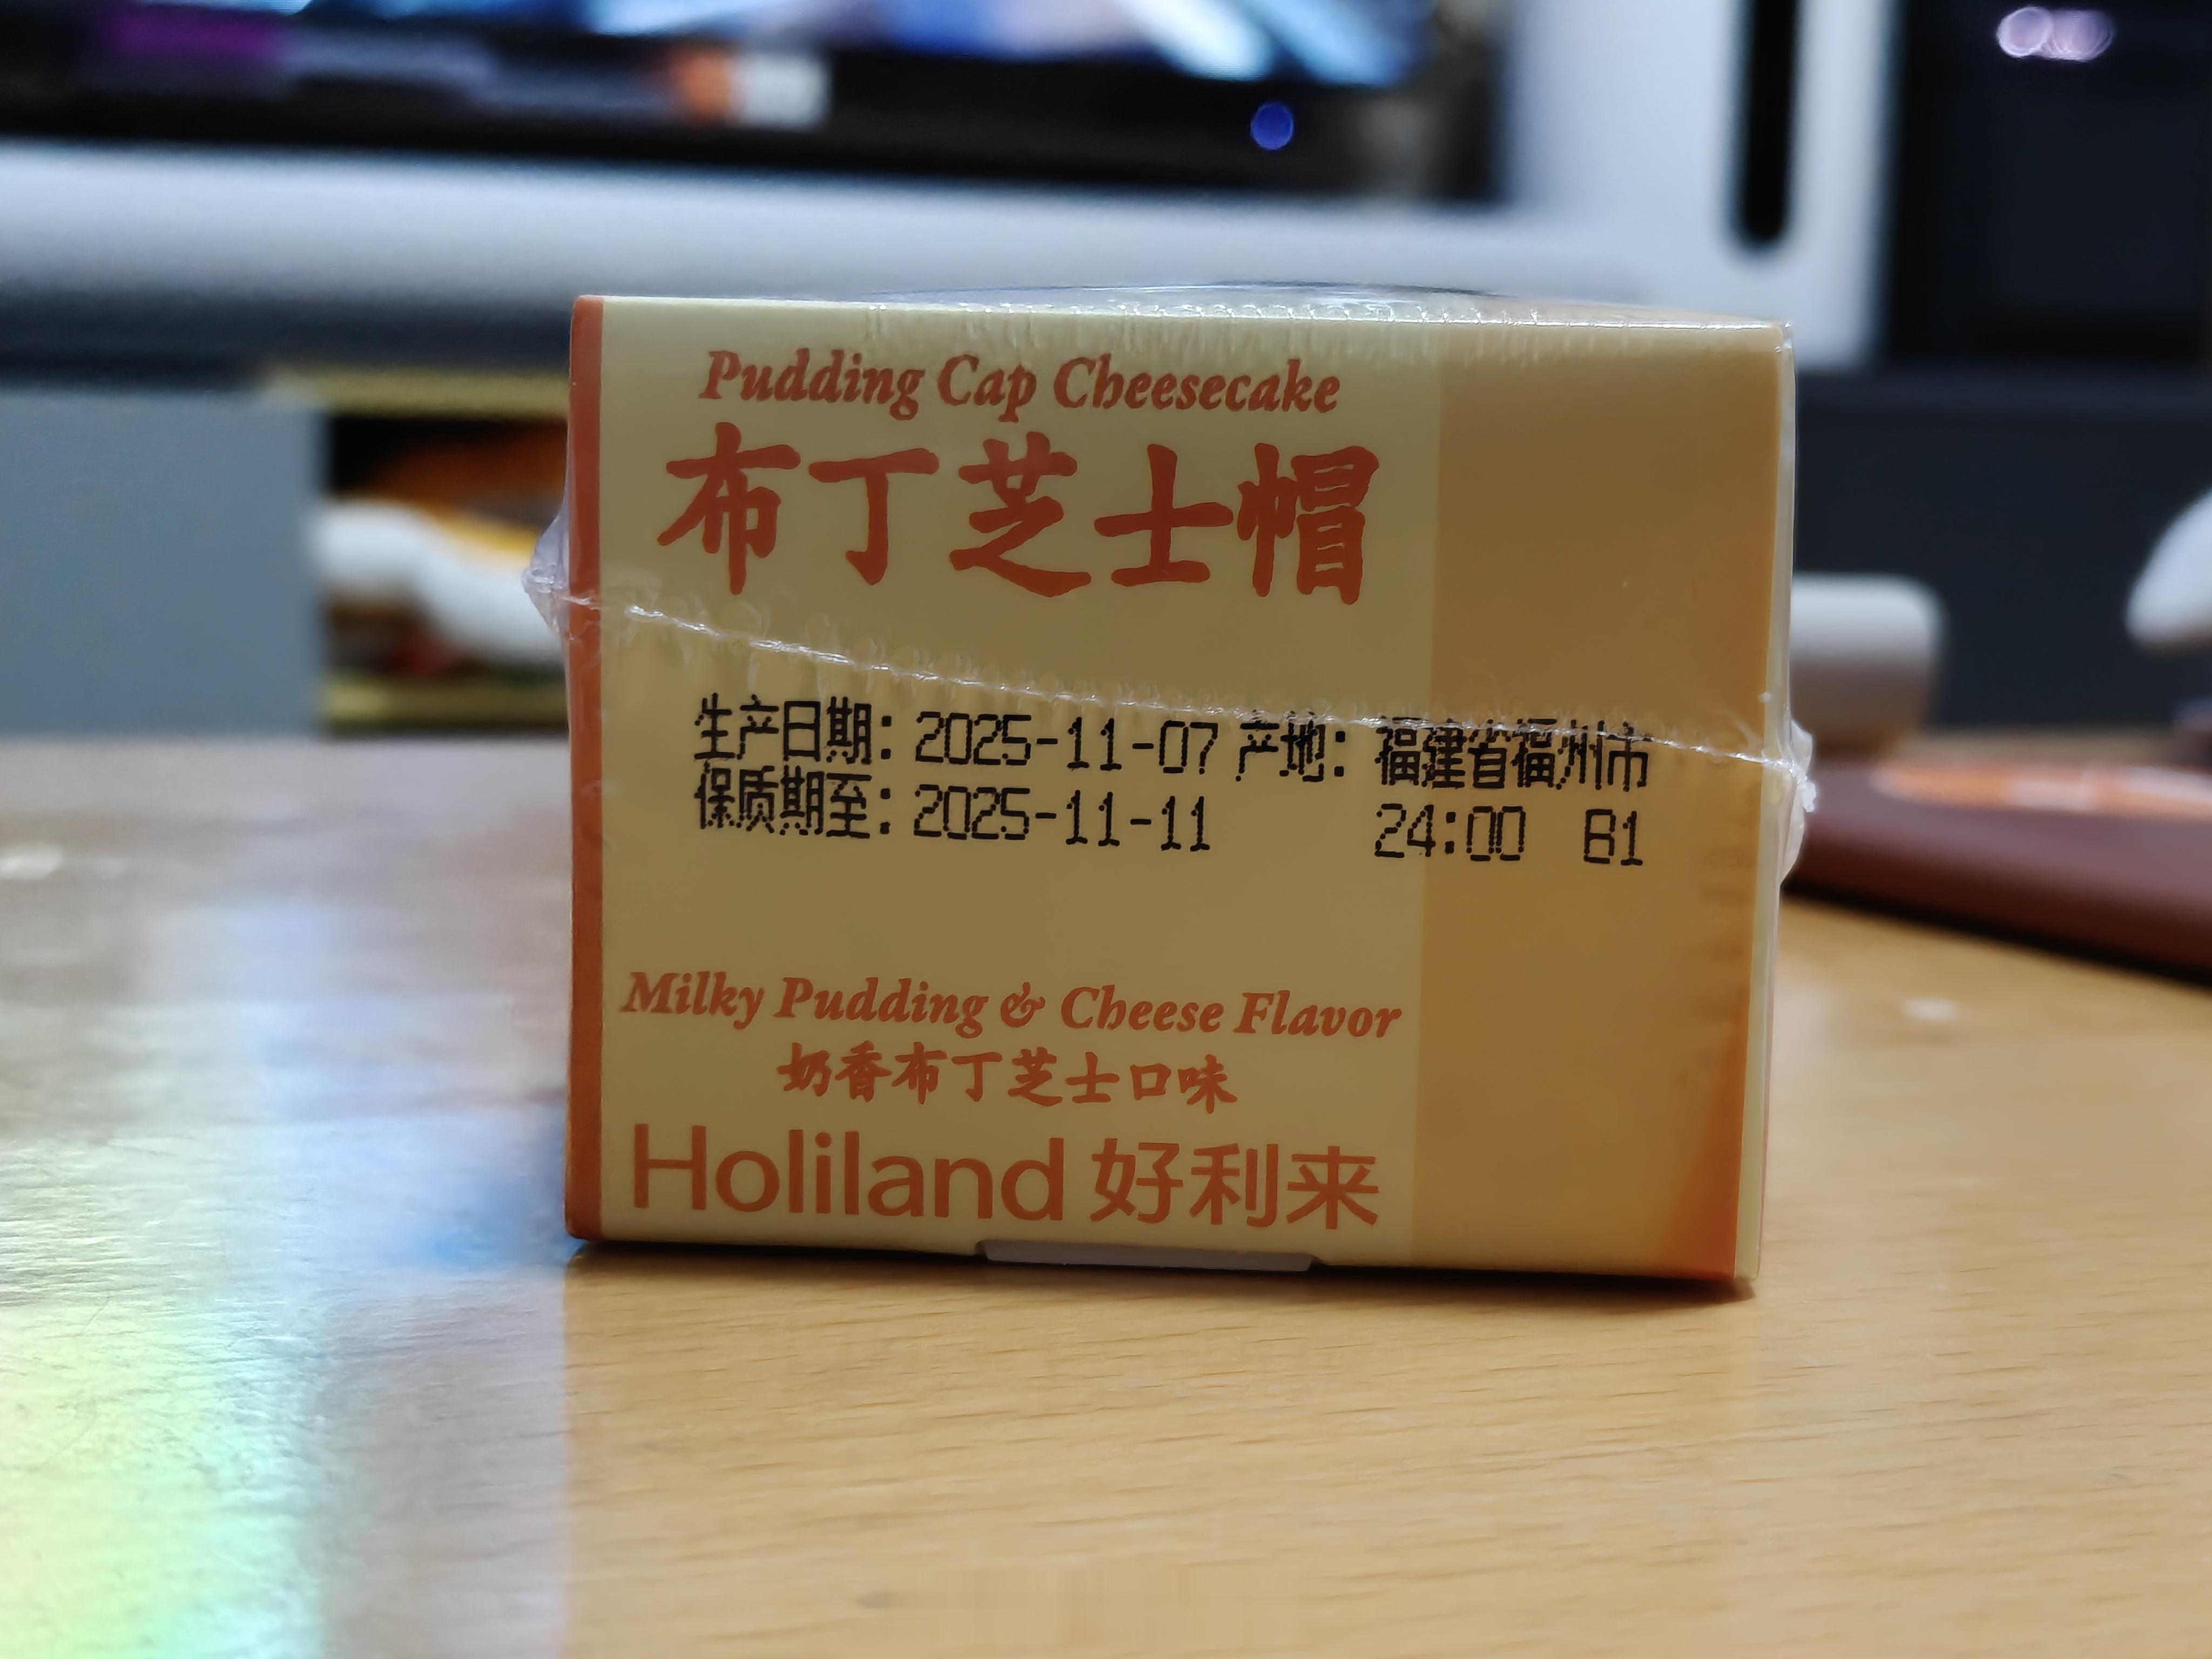 Pudding Cap Cheesecake
布丁芝士帽
生产日期: 2025-11-07 产地: 福建省福州市
保质期至: 2025-11-11 24:00 B1
Milky Pudding & Cheese Flavor
奶香布丁芝士口味
Holiland 好利来